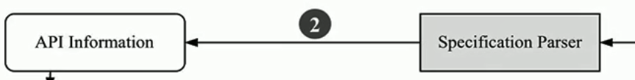 2
API Information
Specification Parser